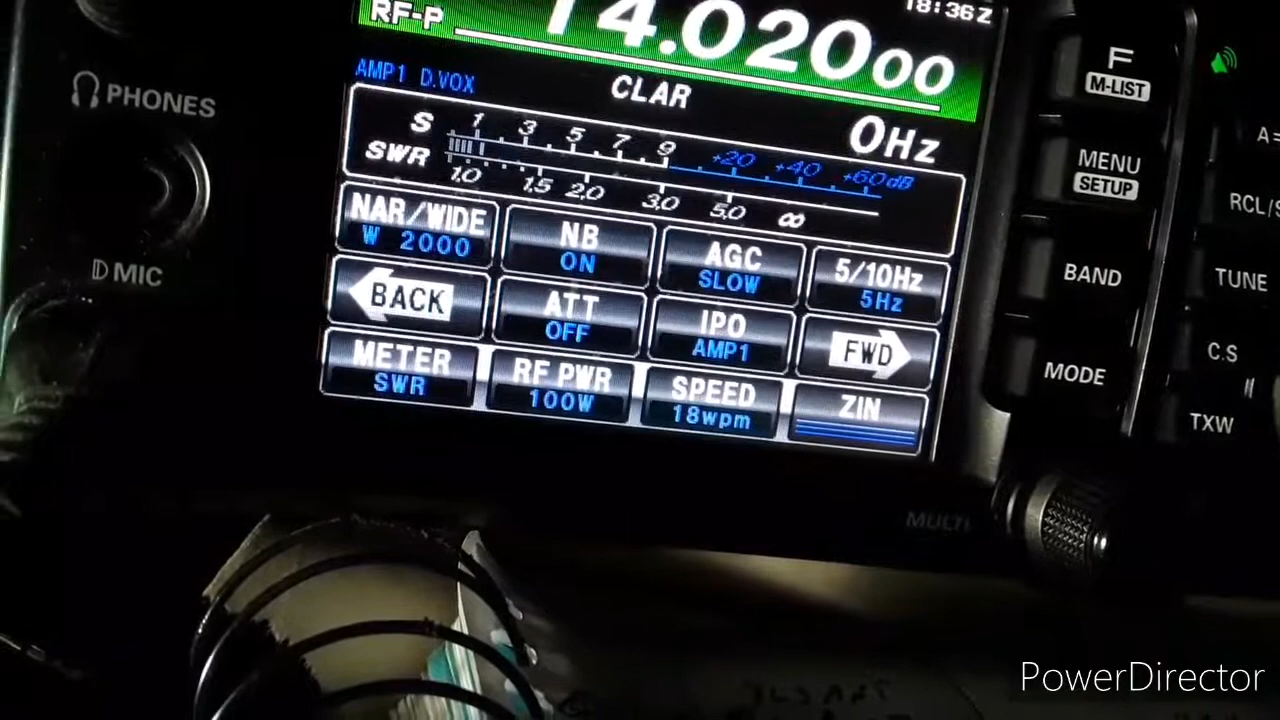 18:36Z
RF-P
14.02000
AMP1 D.VOX
CLAR
0Hz
S 1 3 5 7 9 +20 +40 +60dB
SWR 1.0 1.5 2.0 3.0 5.0 ∞
NAR/WIDE
W 2000
NB
ON
AGC
SLOW
5/10Hz
5Hz
BACK
ATT
OFF
IPO
AMP1
FWD
METER
SWR
RF PWR
100W
SPEED
18wpm
ZIN
PHONES
MIC
F
M-LIST
MENU
SETUP
BAND
MODE
MULTI
RCL/S
TUNE
C.S
TXW
PowerDirector